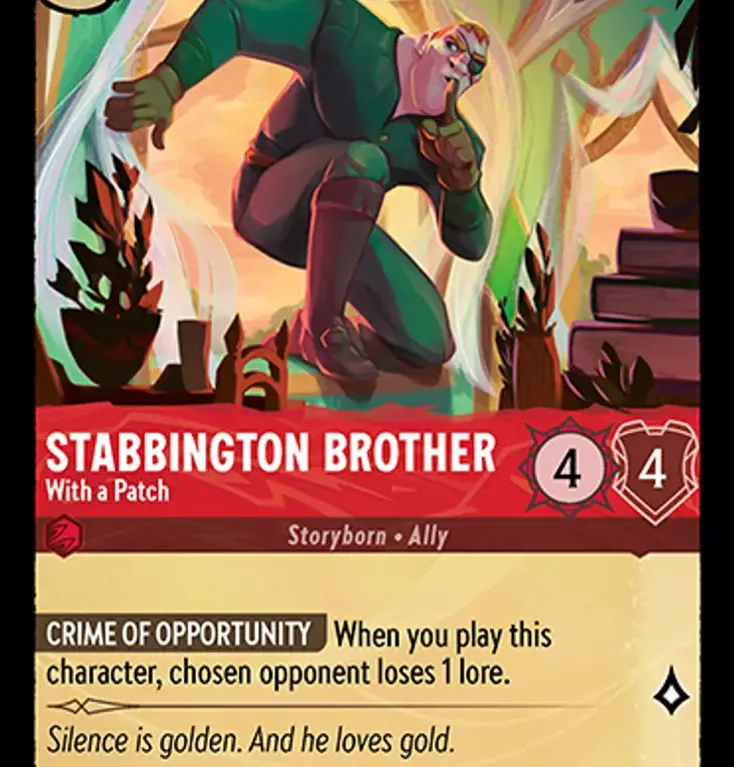 STABBINGTON BROTHER
4
4
With a Patch
Storyborn • Ally
CRIME OF OPPORTUNITY When you play this
character, chosen opponent loses 1 lore.
Silence is golden. And he loves gold.